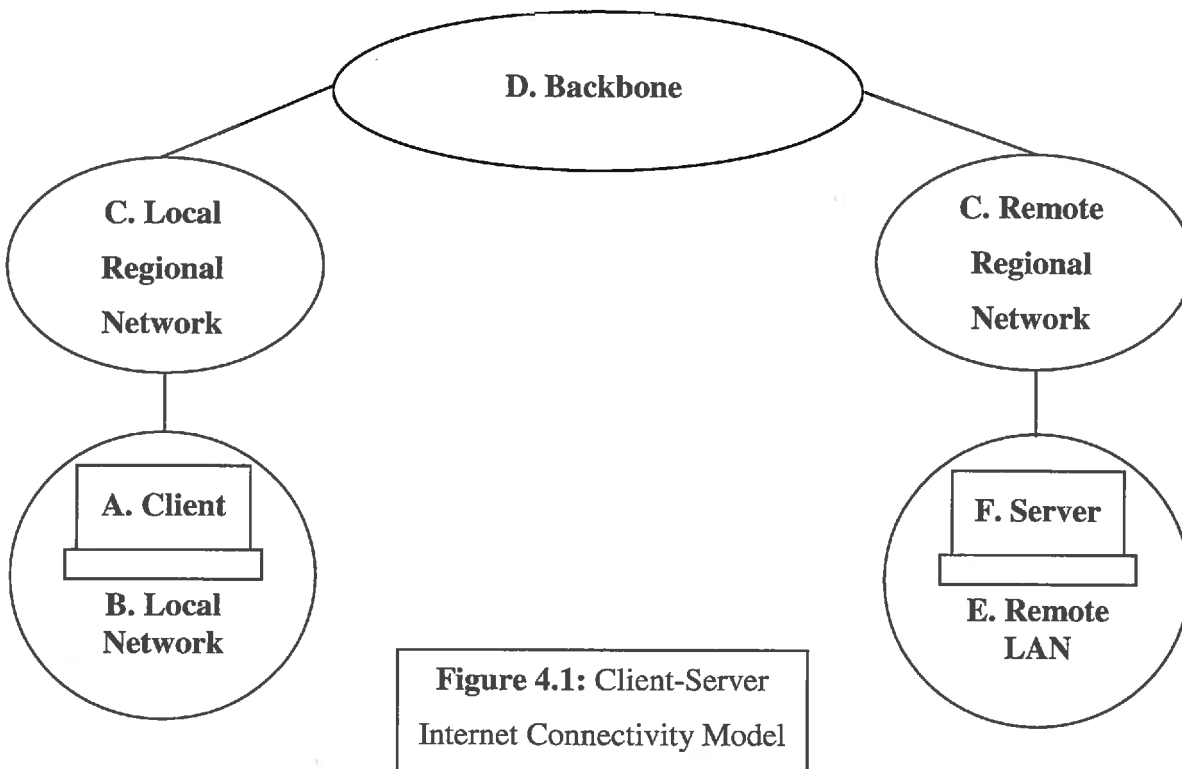 D. Backbone
C. Local
Regional
Network
C. Remote
Regional
Network
A. Client
B. Local
Network
F. Server
E. Remote
LAN
Figure 4.1: Client-Server
Internet Connectivity Model